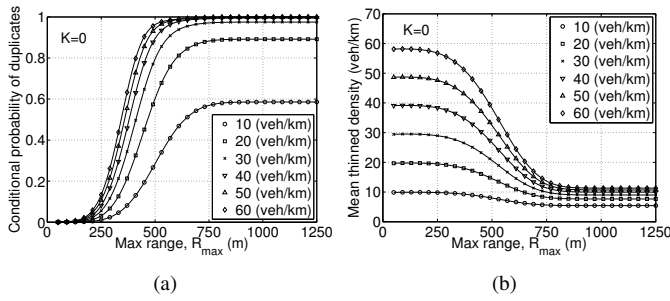 Conditional probability of duplicates
1
0.8
0.6
0.4
0.2
0
K=0
10 (veh/km)
20 (veh/km)
30 (veh/km)
40 (veh/km)
50 (veh/km)
60 (veh/km)
0 250 500 750 1000 1250
Max range, Rmax (m)
(a)
Mean thinned density (veh/km)
70
60
50
40
30
20
10
0
K=0
10 (veh/km)
20 (veh/km)
30 (veh/km)
40 (veh/km)
50 (veh/km)
60 (veh/km)
0 250 500 750 1000 1250
Max range, Rmax (m)
(b)